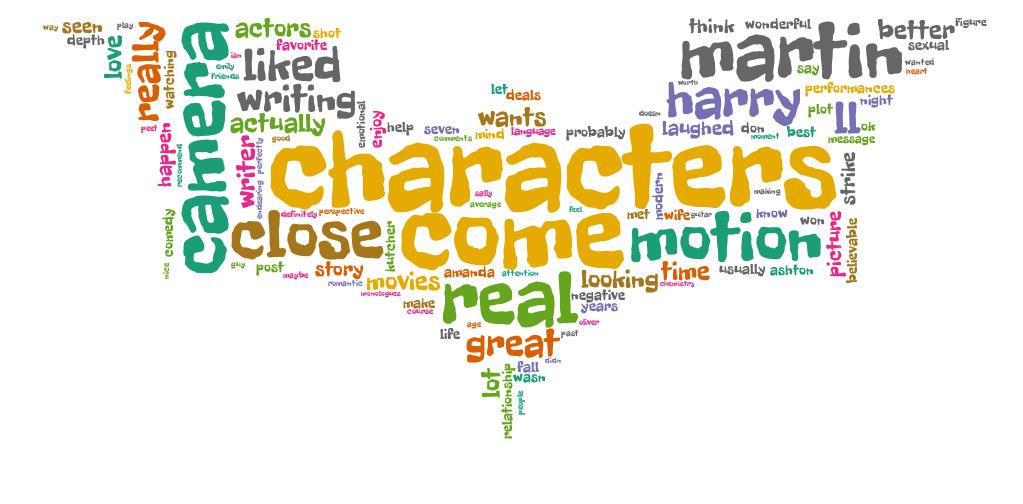 way
seen
play
depth
love
really
feelings
watching
peet
happen
recommend
comedy
nice
camera
actors
shot
favorite
ism
emily
friends
liked
writing
actually
emotional
enjoy
help
good
writer
perfectly
endearing
let
deals
wants
seven
comments
mind
language
probably
think
wonderful
better
figure
sexual
martin
say
wanted
heart
worth
harry
performances
plot
night
ll
ok
message
doesn
laughed
don
moment
best
characters
strike
sally
average
making
modern
definitely
perspective
feel
met
wife
guitar
know
won
picture
believable
close
kutcher
come
motion
guy
post
maybe
story
romantic
movies
monologues
amanda
attention
looking
time
chemistry
usually
ashton
make
course
real
negative
years
oliver
life
age
great
past
didn
fall
wasn
lot
relationship
people